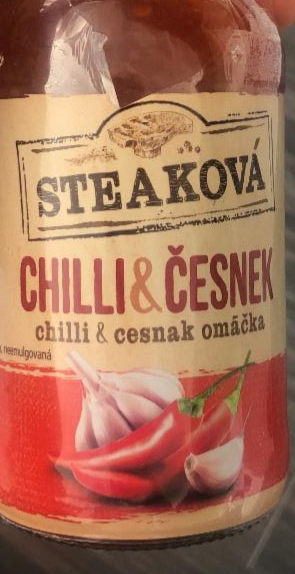 STEAKOVÁ
CHILLI&ČESNEK
chilli & cesnak omáčka
neemulgovaná